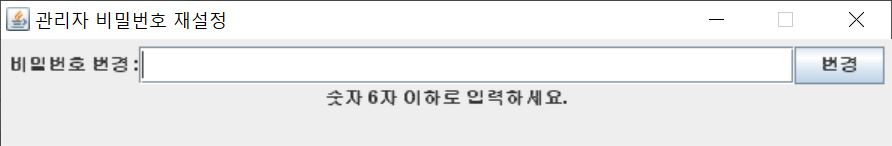 관리자 비밀번호 재설정
비밀번호 변경 : 변경
숫자 6자 이하로 입력하세요.